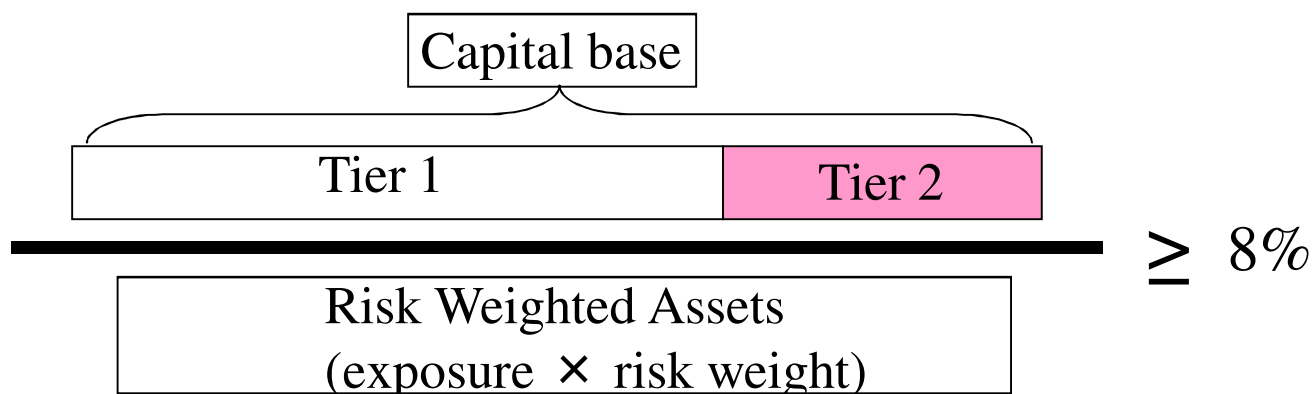 Capital base
Tier 1
Tier 2
≥ 8%
Risk Weighted Assets
(exposure × risk weight)